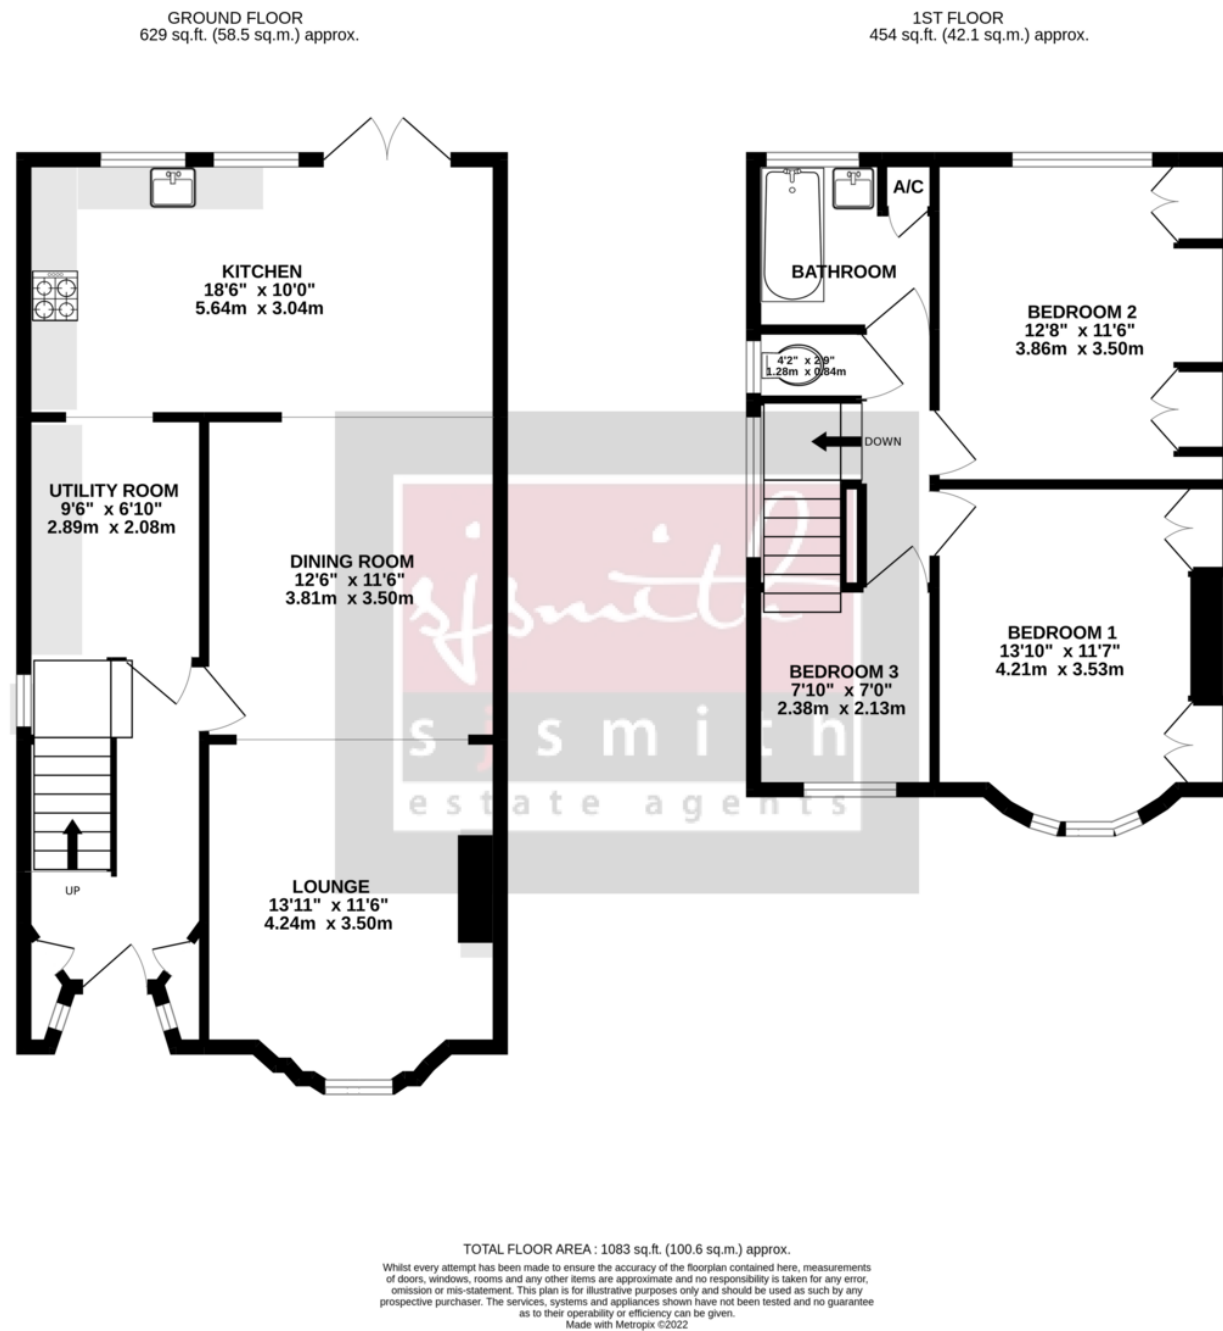 GROUND FLOOR
629 sq.ft. (58.5 sq.m.) approx.
1ST FLOOR
454 sq.ft. (42.1 sq.m.) approx.
KITCHEN
18'6" x 10'0"
5.64m x 3.04m
UTILITY ROOM
9'6" x 6'10"
2.89m x 2.08m
DINING ROOM
12'6" x 11'6"
3.81m x 3.50m
UP
LOUNGE
13'11" x 11'6"
4.24m x 3.50m
A/C
BATHROOM
4'2" x 2'9"
1.28m x 0.84m
BEDROOM 2
12'8" x 11'6"
3.86m x 3.50m
DOWN
BEDROOM 1
13'10" x 11'7"
4.21m x 3.53m
BEDROOM 3
7'10" x 7'0"
2.38m x 2.13m
sjsmith
sjsmith
estate agents
TOTAL FLOOR AREA : 1083 sq.ft. (100.6 sq.m.) approx.
Whilst every attempt has been made to ensure the accuracy of the floorplan contained here, measurements
of doors, windows, rooms and any other items are approximate and no responsibility is taken for any error,
omission or mis-statement. This plan is for illustrative purposes only and should be used as such by any
prospective purchaser. The services, systems and appliances shown have not been tested and no guarantee
as to their operability or efficiency can be given.
Made with Metropix ©2022